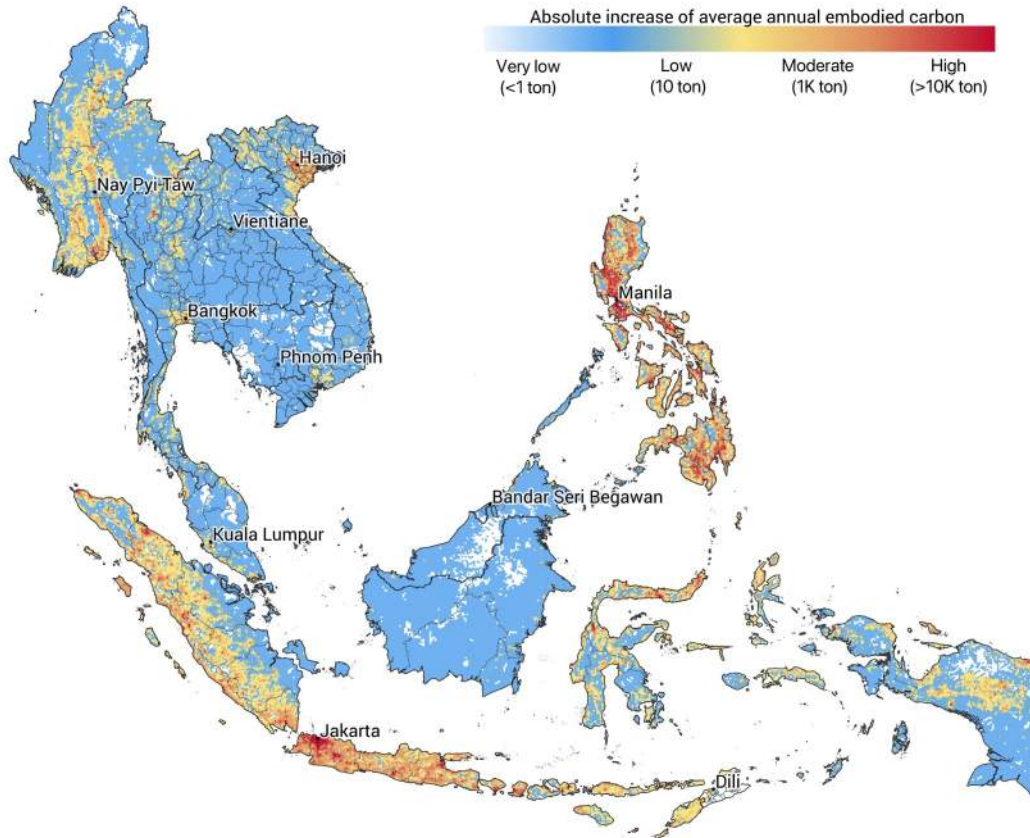 Absolute increase of average annual embodied carbon
Very low Low Moderate High
(<1 ton) (10 ton) (1K ton) (>10K ton)
Hanoi
Nay Pyi Taw
Vientiane
Manila
Bangkok
Phnom Penh
Bandar Seri Begawan
Kuala Lumpur
Jakarta
Dili